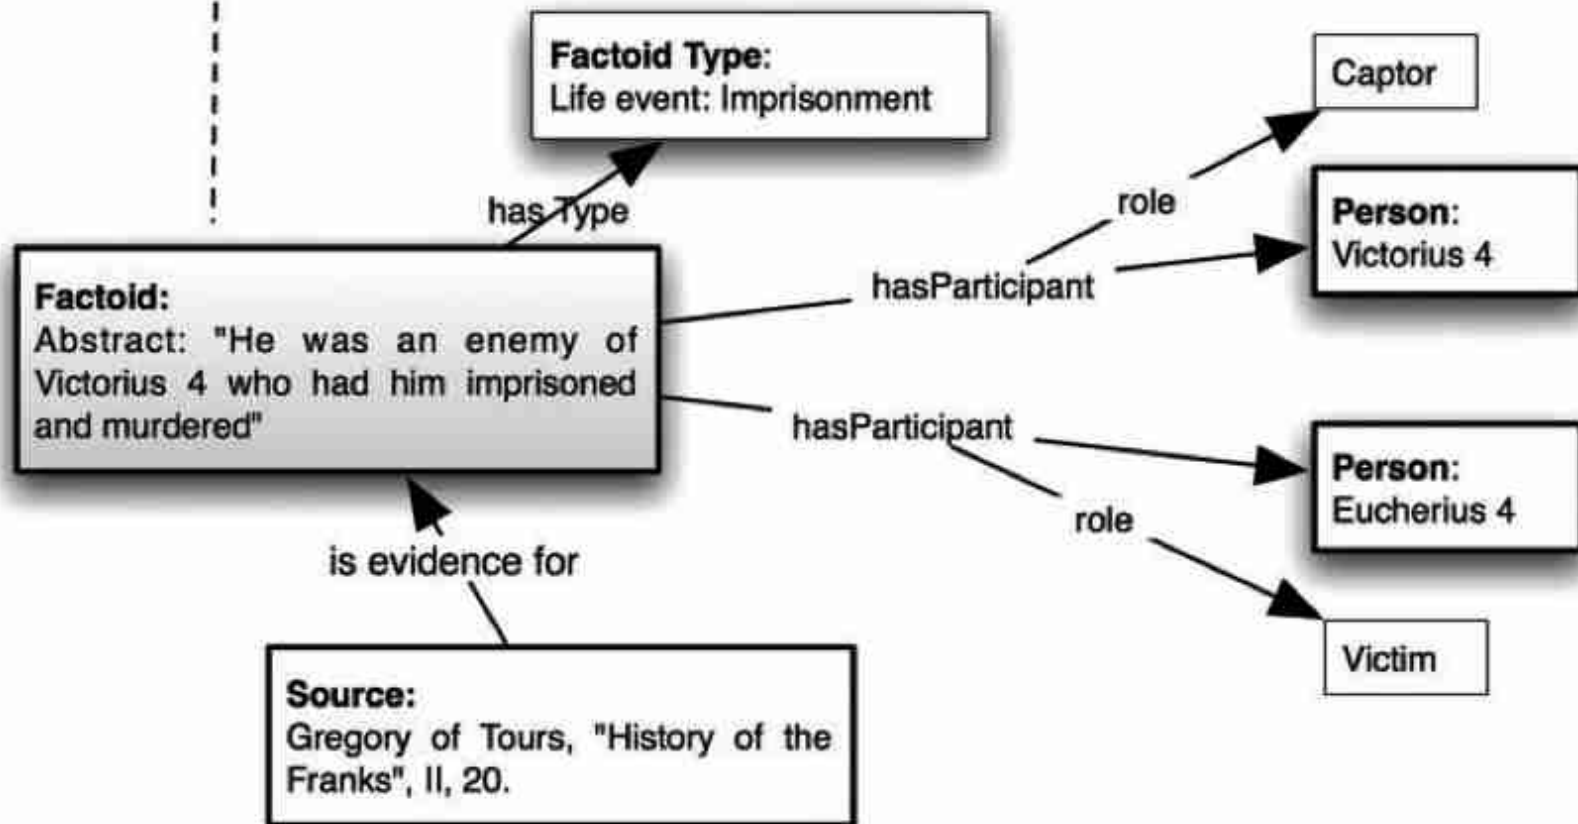 Factoid Type:
Life event: Imprisonment
Captor
has Type
role
Person:
Victorius 4
hasParticipant
Factoid:
Abstract: "He was an enemy of
Victorius 4 who had him imprisoned
and murdered"
hasParticipant
Person:
Eucherius 4
role
is evidence for
Victim
Source:
Gregory of Tours, "History of the
Franks", II, 20.